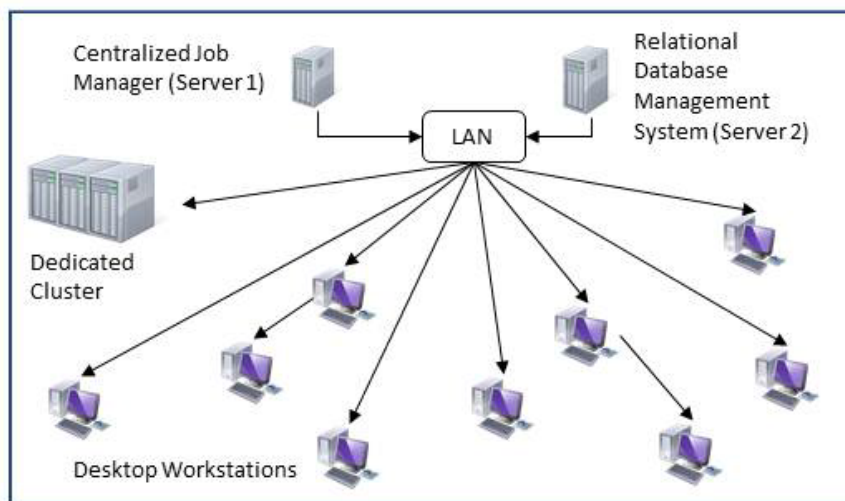 Centralized Job
Manager (Server 1)
Relational
Database
Management
System (Server 2)
LAN
Dedicated
Cluster
Desktop Workstations